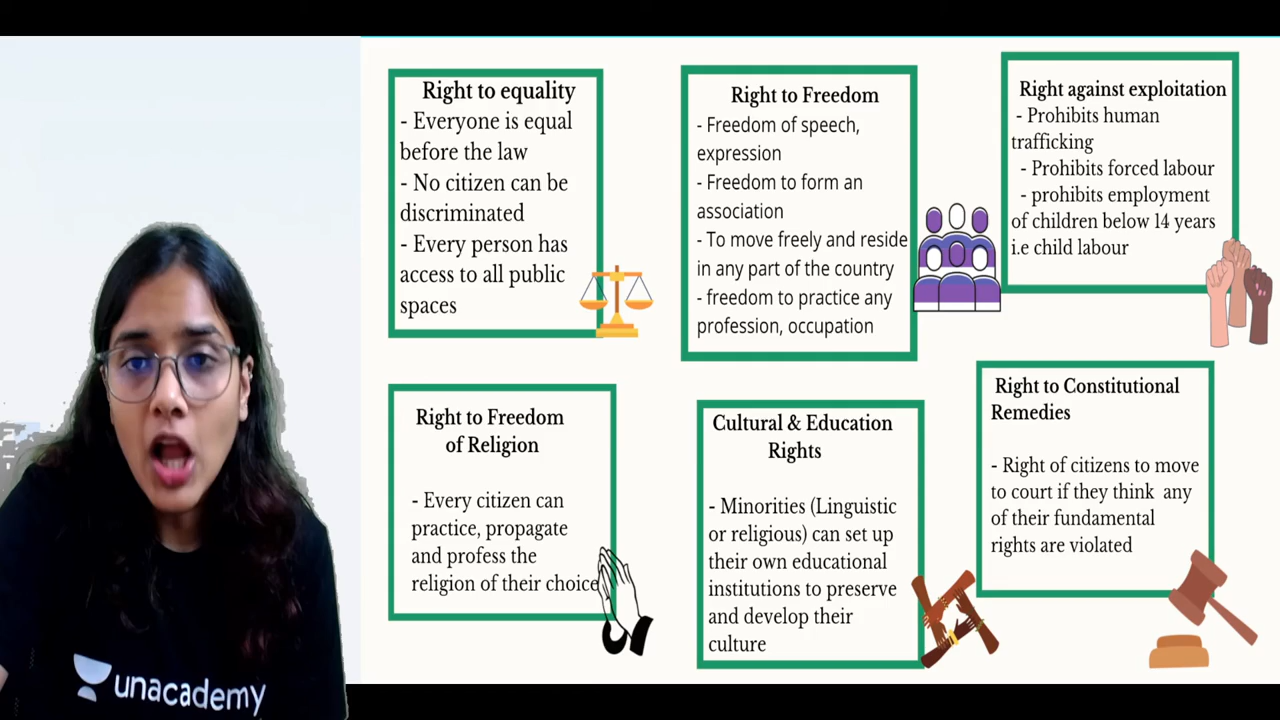 Right to equality
- Everyone is equal
before the law
- No citizen can be
discriminated
- Every person has
access to all public
spaces
Right to Freedom
- Freedom of speech,
expression
- Freedom to form an
association
- To move freely and reside
in any part of the country
- freedom to practice any
profession, occupation
Right against exploitation
- Prohibits human
trafficking
- Prohibits forced labour
- prohibits employment
of children below 14 years
i.e child labour
Right to Freedom
of Religion
- Every citizen can
practice, propagate
and profess the
religion of their choice
Cultural & Education
Rights
- Minorities (Linguistic
or religious) can set up
their own educational
institutions to preserve
and develop their
culture
Right to Constitutional
Remedies
- Right of citizens to move
to court if they think any
of their fundamental
rights are violated
unacademy